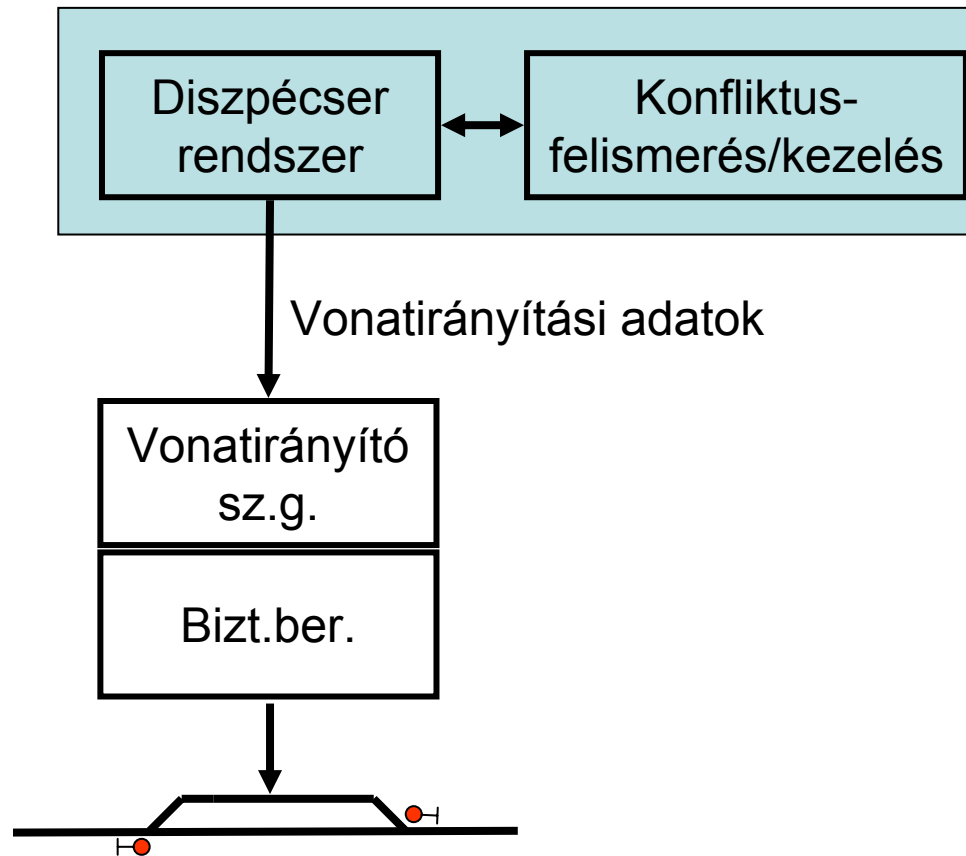 Diszpécser
rendszer
Konfliktus-
felismerés/kezelés
Vonatirányítási adatok
Vonatirányító
sz.g.
Bizt.ber.